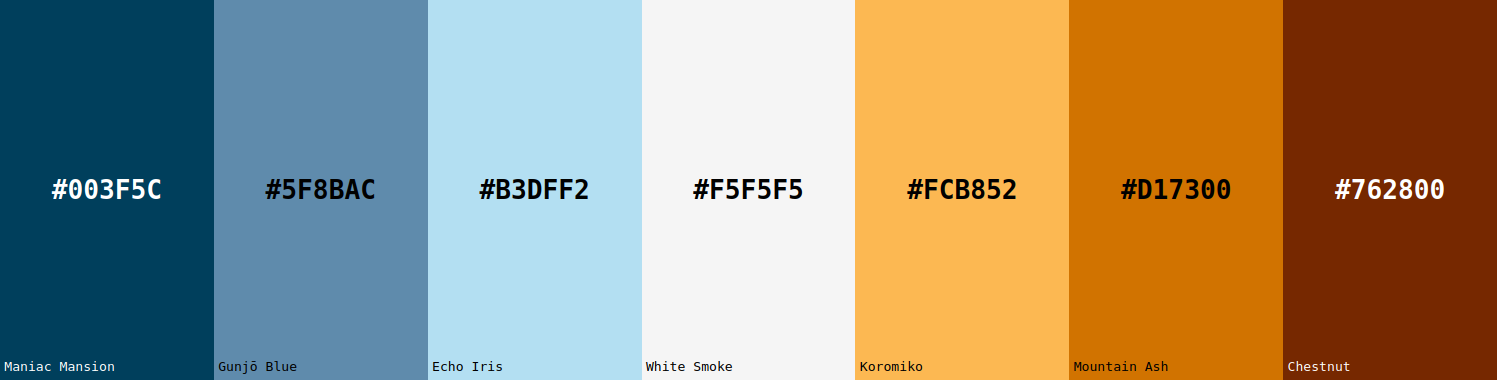 #003F5C #5F8BAC #B3DFF2 #F5F5F5 #FCB852 #D17300 #762800
Maniac Mansion Gunjō Blue Echo Iris White Smoke Koromiko Mountain Ash Chestnut